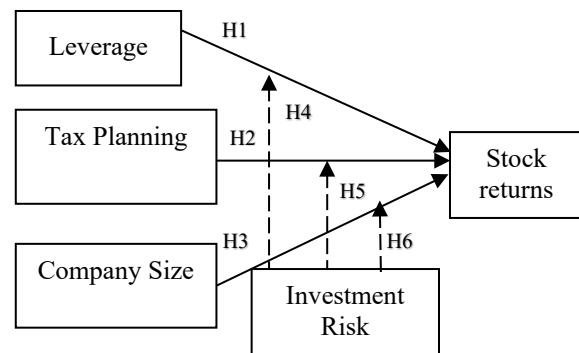 H1
Leverage
H4
Tax Planning
H2
Stock
returns
H5
H3
H6
Company Size
Investment
Risk